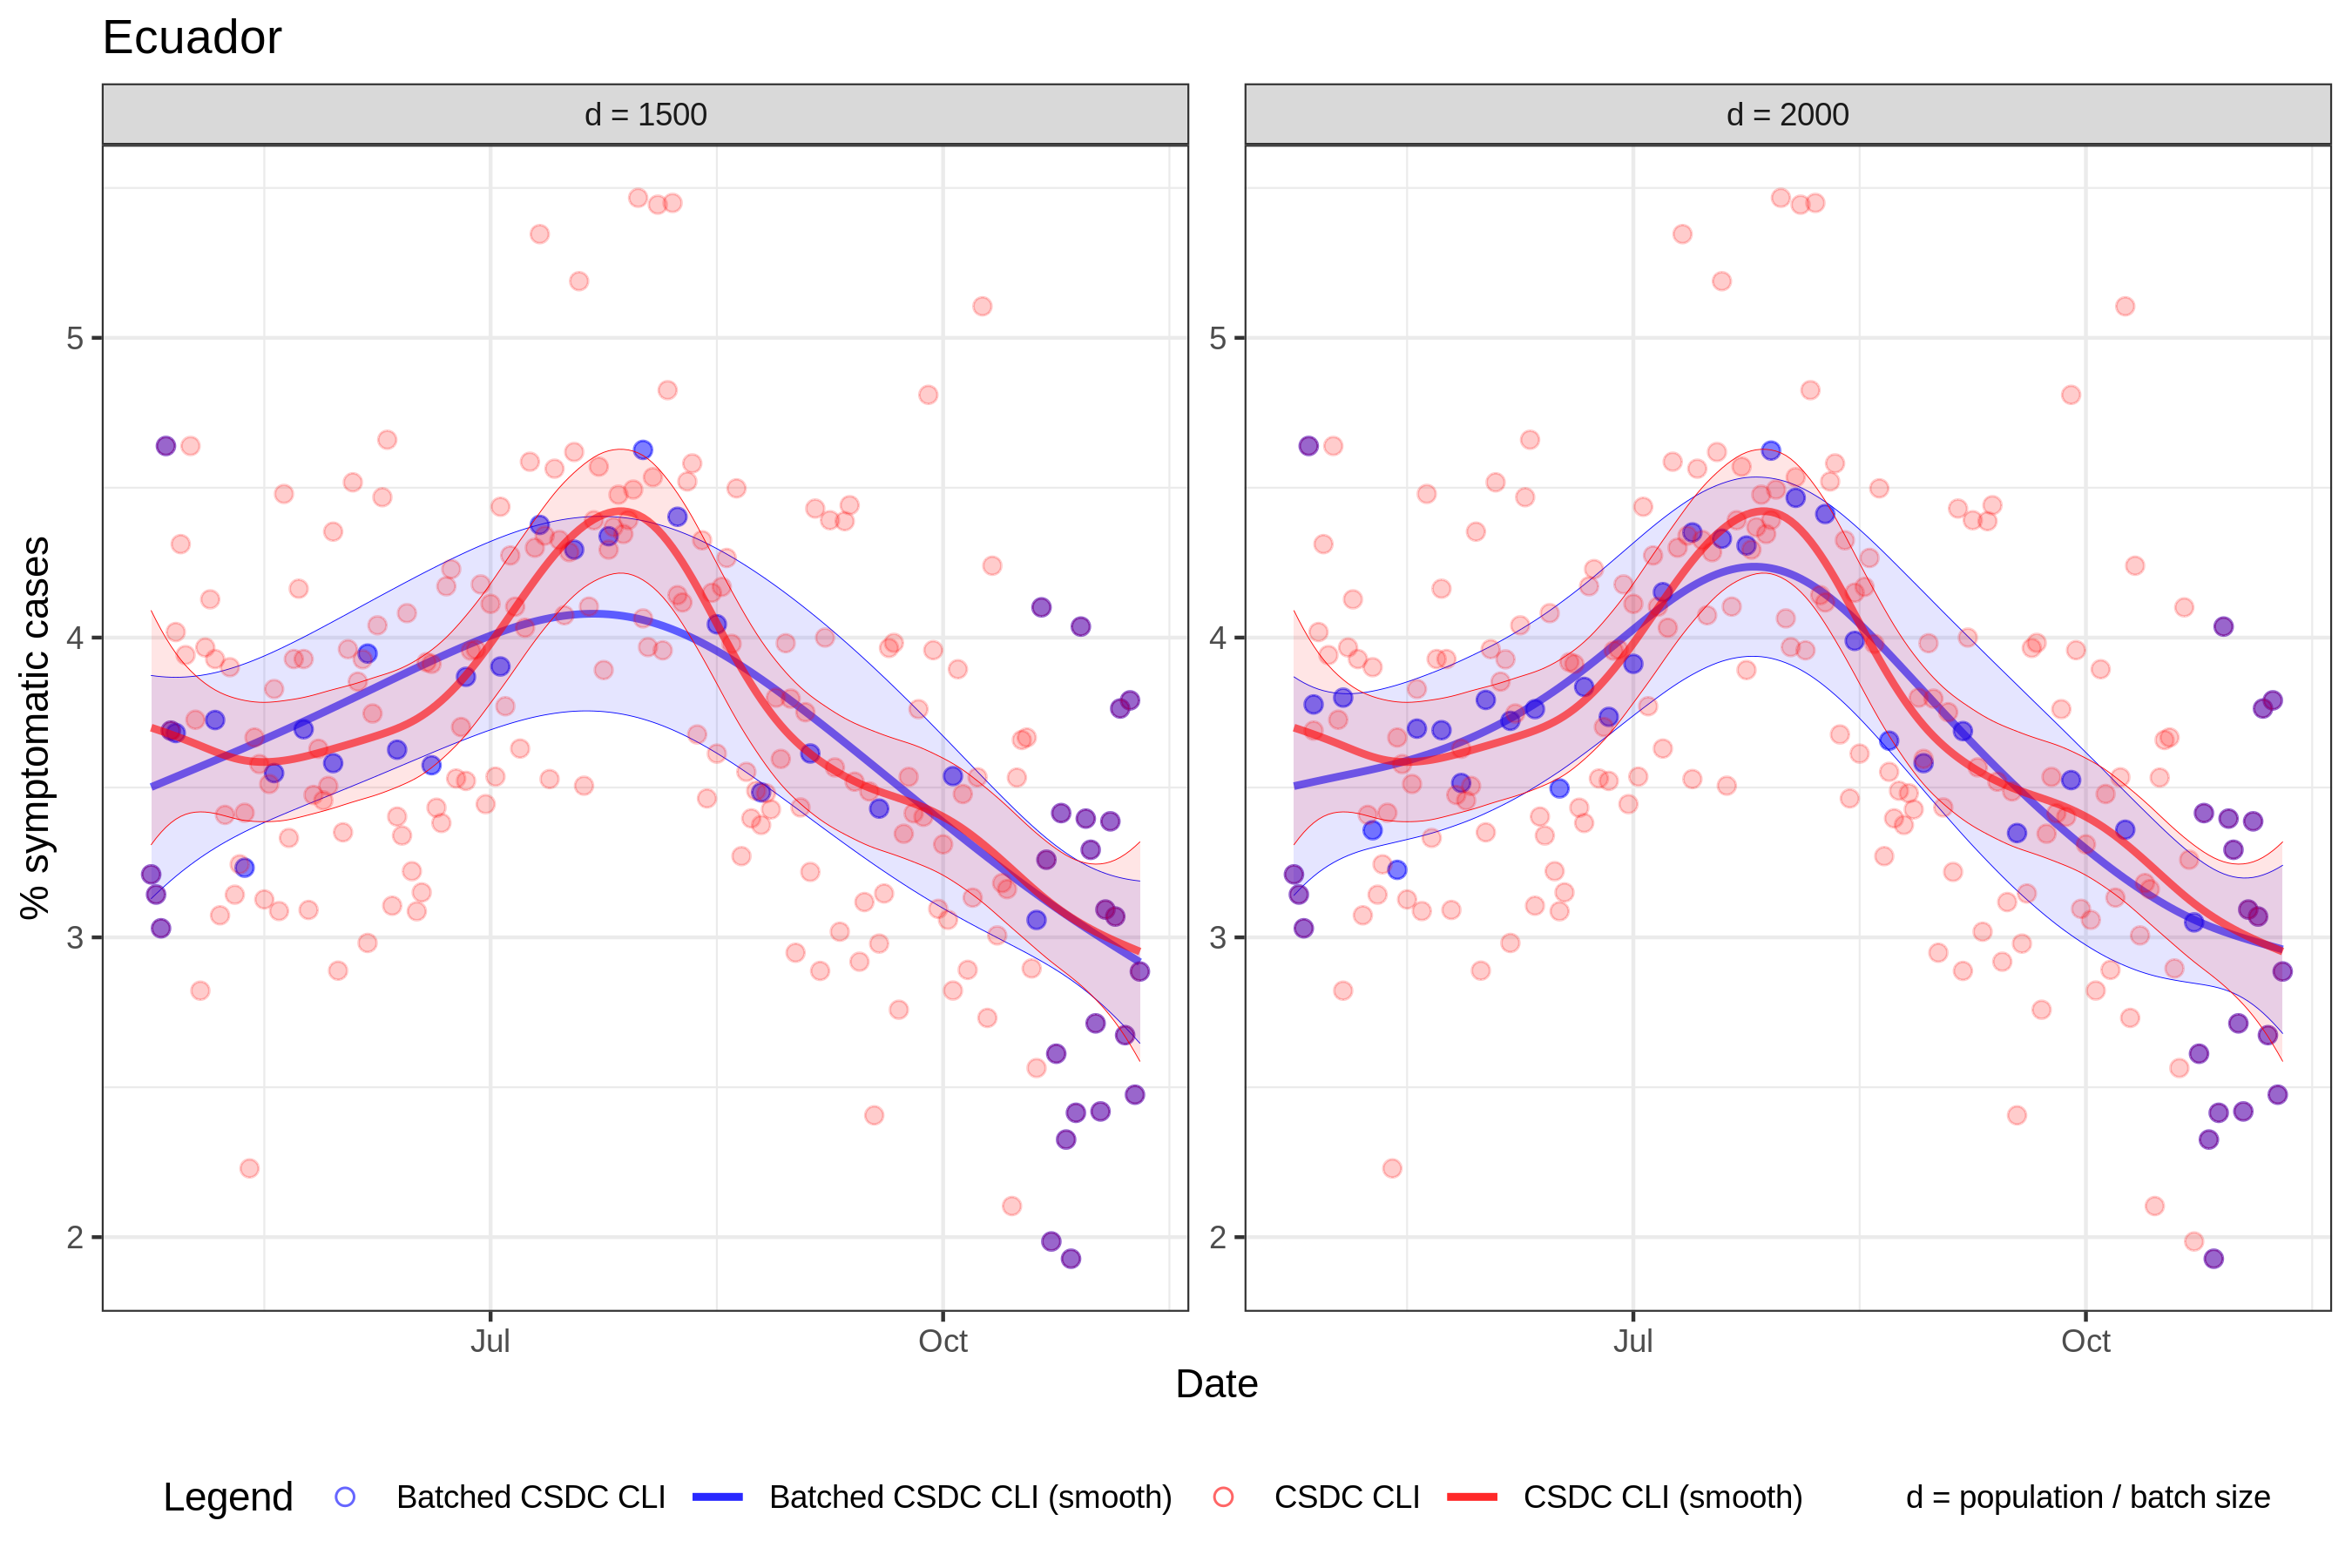 Ecuador
d = 1500
d = 2000
% symptomatic cases
5
4
3
2
5
4
3
2
Jul
Oct
Jul
Oct
Date
Legend
Batched CSDC CLI
Batched CSDC CLI (smooth)
CSDC CLI
CSDC CLI (smooth)
d = population / batch size